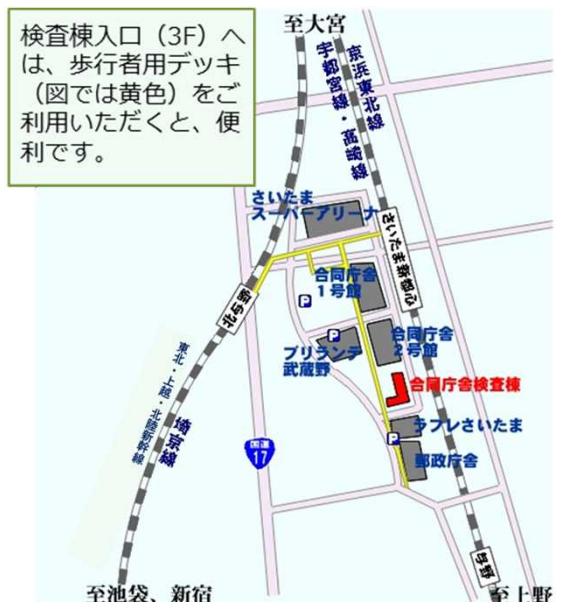 検査棟入口（3F）へ
は、歩行者用デッキ
（図では黄色）をご
利用いただくと、便
利です。
至大宮
京浜東北線
宇都宮線・高崎線
さいたま
スーパーアリーナ
さいたま新都心
合同庁舎
1号館
P
北与野
P
ブリランテ
武蔵野
合同庁舎
2号館
合同庁舎検査棟
東北・上越・北陸新幹線
埼京線
国道
17
ラフレさいたま
P
郵政庁舎
与野
至池袋、新宿
至上野